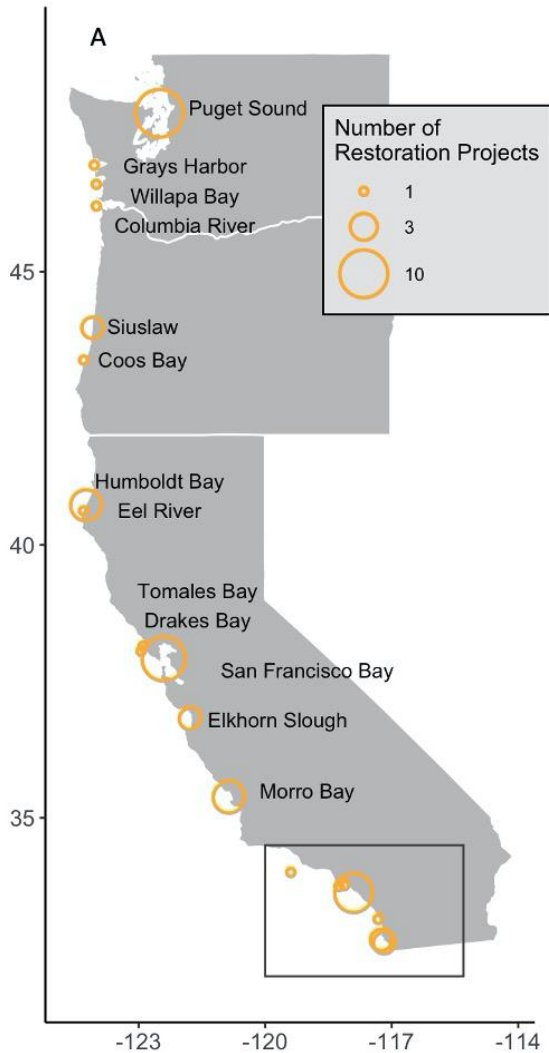 A
Puget Sound
Number of
Restoration Projects
1
3
10
Grays Harbor
Willapa Bay
Columbia River
45
Siuslaw
Coos Bay
Humboldt Bay
Eel River
40
Tomales Bay
Drakes Bay
San Francisco Bay
Elkhorn Slough
Morro Bay
35
-123 -120 -117 -114